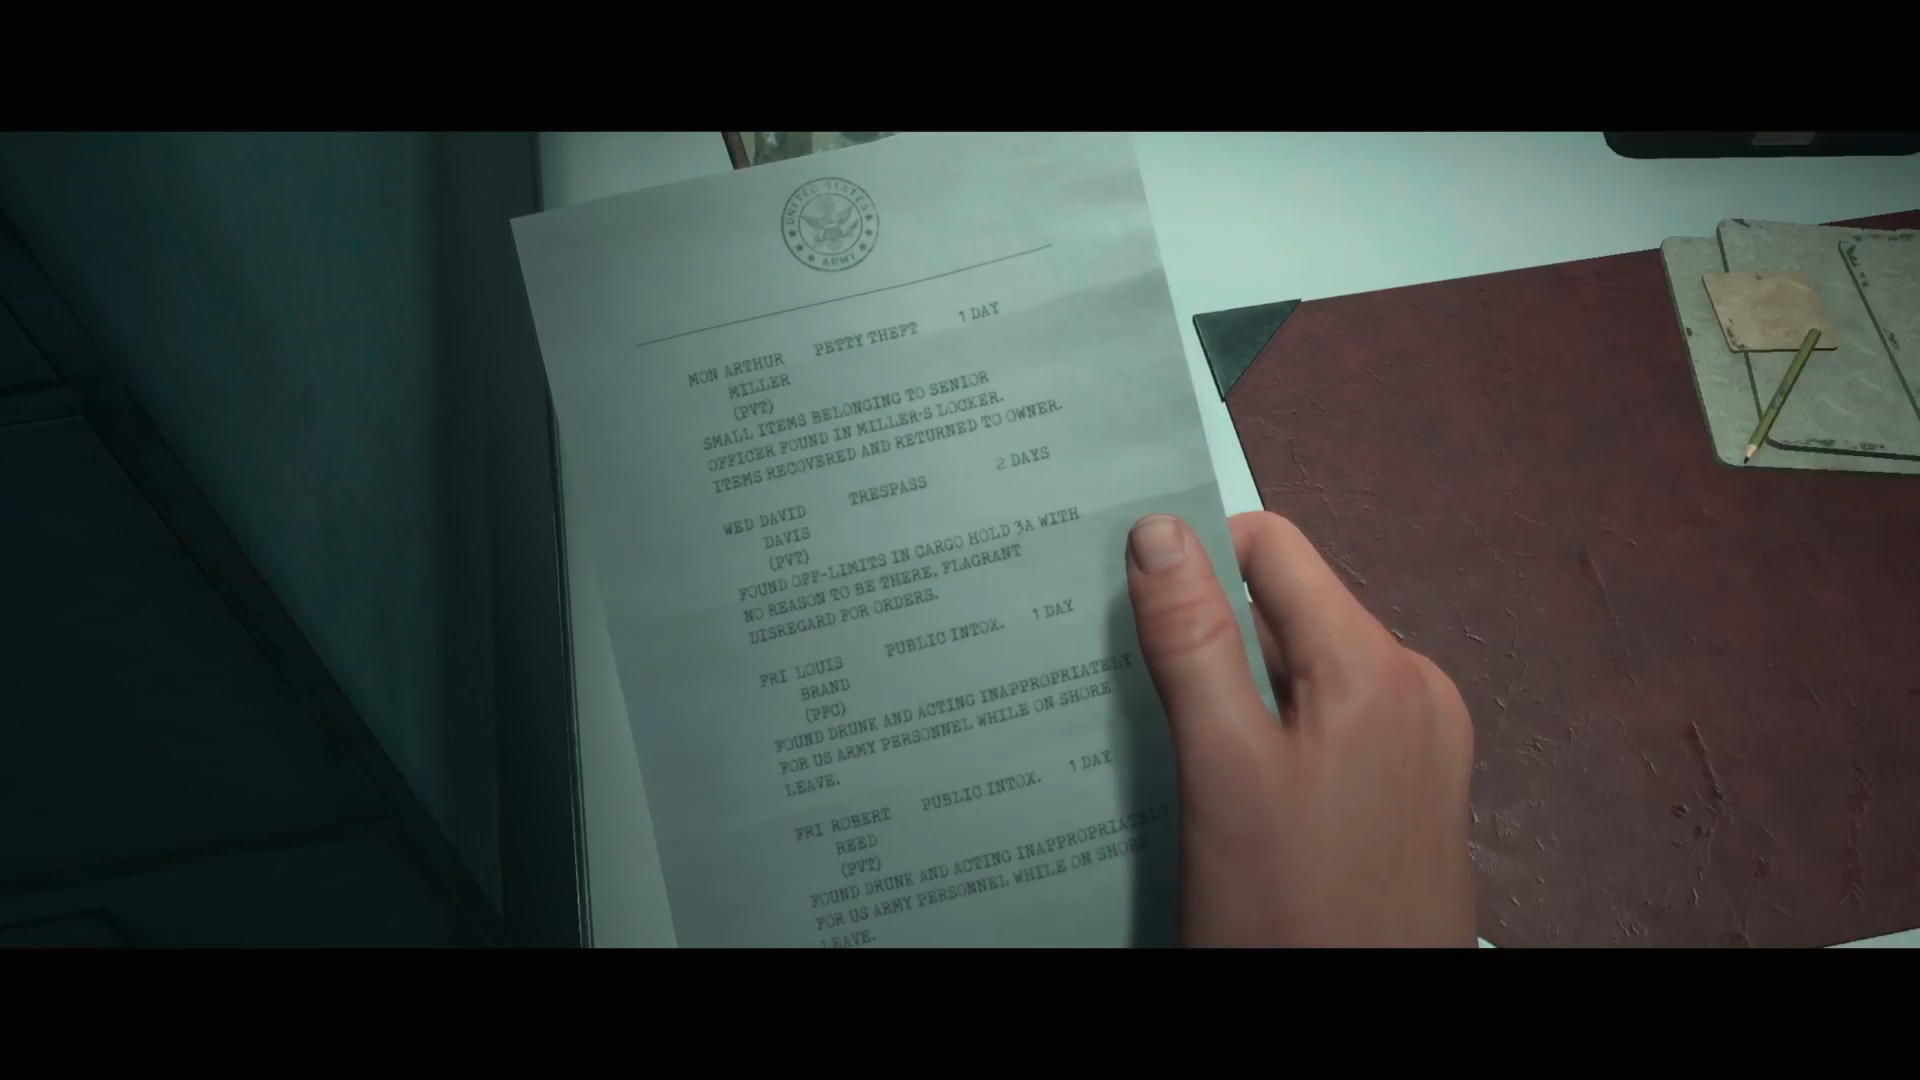 UNITED STATES
ARMY
MON ARTHUR PETTY THEFT 1 DAY
MILLER
(PVT)
SMALL ITEMS BELONGING TO SENIOR
OFFICER FOUND IN MILLER'S LOCKER.
ITEMS RECOVERED AND RETURNED TO OWNER.
WED DAVID TRESPASS 2 DAYS
DAVIS
(PVT)
FOUND OFF-LIMITS IN CARGO HOLD 3A WITH
NO REASON TO BE THERE, FLAGRANT
DISREGARD FOR ORDERS.
FRI LOUIS PUBLIC INTOX. 1 DAY
BRAND
(PFC)
FOUND DRUNK AND ACTING INAPPROPRIATELY
FOR US ARMY PERSONNEL WHILE ON SHORE
LEAVE.
FRI ROBERT PUBLIC INTOX. 1 DAY
REED
(PVT)
FOUND DRUNK AND ACTING INAPPROPRIATELY
FOR US ARMY PERSONNEL WHILE ON SHORE
LEAVE.